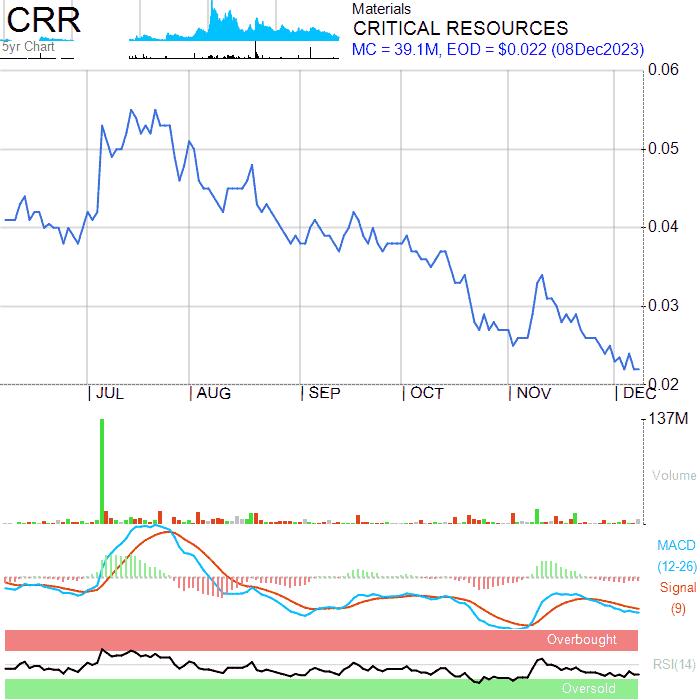 CRR
5yr Chart
Materials
CRITICAL RESOURCES
MC = 39.1M, EOD = $0.022 (08Dec2023)
0.06
0.05
0.04
0.03
0.02
JUL AUG SEP OCT NOV DEC
137M
Volume
MACD
(12-26)
Signal
(9)
Overbought
RSI(14)
Oversold